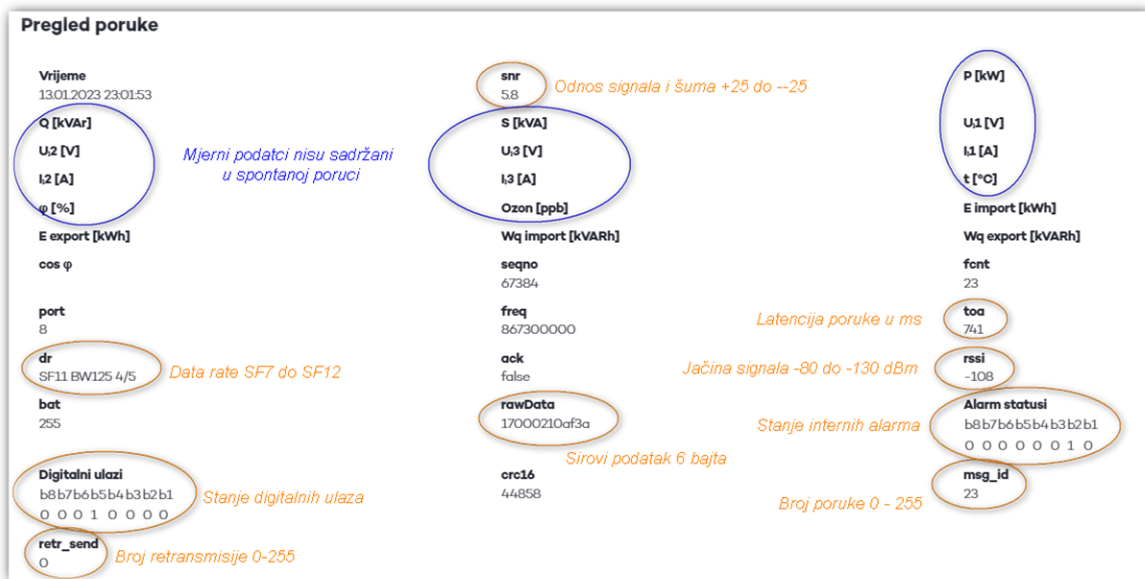 Pregled poruke
Vrijeme
13.01.2023 23:01:53
snr
5.8
Odnos signala i šuma +25 do --25
P [kW]
Q [kVAr]
S [kVA]
U,1 [V]
U,2 [V]
Mjerni podatci nisu sadržani
u spontanoj poruci
U,3 [V]
I,1 [A]
I,2 [A]
I,3 [A]
t [°C]
φ [%]
Ozon [ppb]
E import [kWh]
E export [kWh]
Wq import [kVARh]
Wq export [kVARh]
cos φ
seqno
67384
fcnt
23
port
8
freq
867300000
Latencija poruke u ms
toa
741
dr
SF11 BW125 4/5
Data rate SF7 do SF12
ack
false
Jačina signala -80 do -130 dBm
rssi
-108
bat
255
rawData
17000210af3a
Sirovi podatak 6 bajta
Stanje internih alarma
Alarm statusi
b8b7b6b5b4b3b2b1
0 0 0 0 0 0 1 0
Digitalni ulazi
b8b7b6b5b4b3b2b1
0 0 0 1 0 0 0 0
Stanje digitalnih ulaza
crc16
44858
Broj poruke 0 - 255
msg_id
23
retr_send
0
Broj retransmisije 0-255